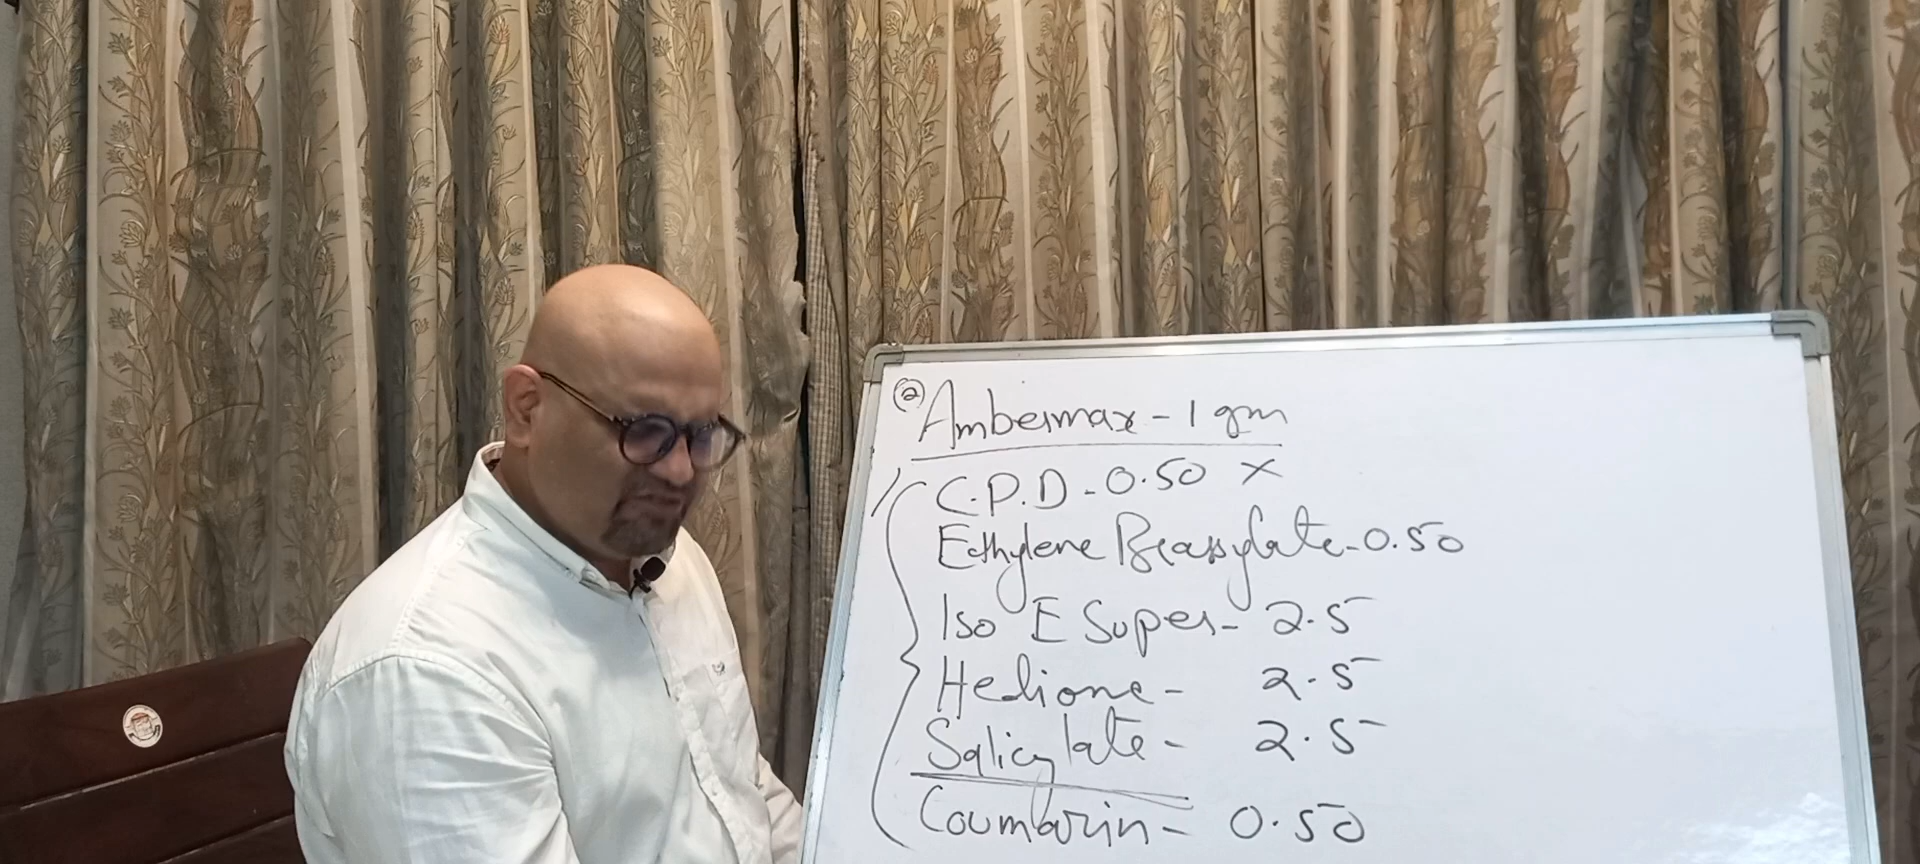 ② Ambermax - 1 gm
C.P.D - 0.50 X
Ethylene Brassylate - 0.50
Iso E Super - 2.5
Hedione - 2.5
Salicylate - 2.5
Coumarin - 0.50